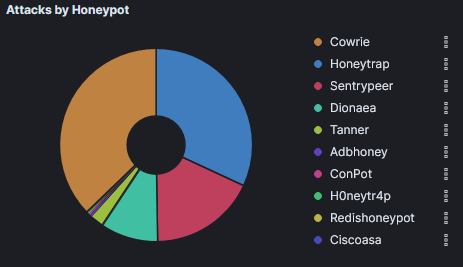 Attacks by Honeypot
Cowrie
Honeytrap
Sentrypeer
Dionaea
Tanner
Adbhoney
ConPot
H0neytr4p
Redishoneypot
Ciscoasa